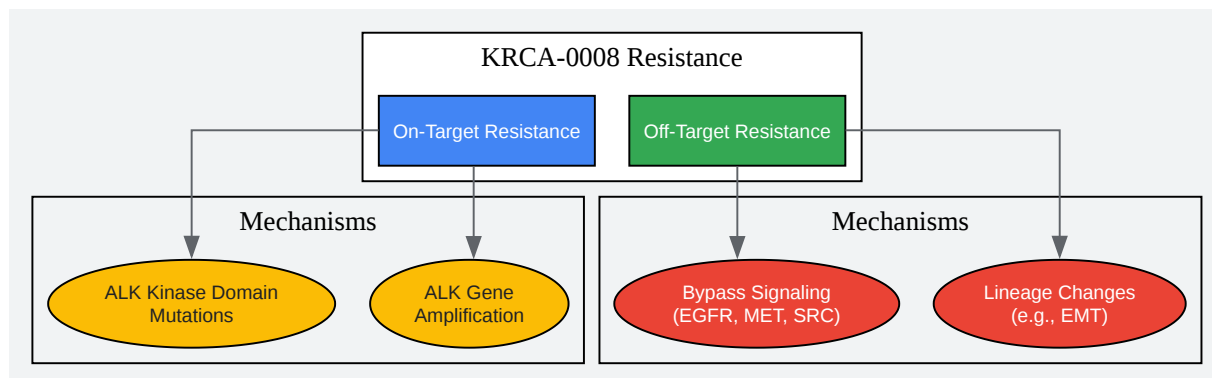 KRCA-0008 Resistance
On-Target Resistance
Off-Target Resistance
Mechanisms
Mechanisms
ALK Kinase Domain
Mutations
ALK Gene
Amplification
Bypass Signaling
(EGFR, MET, SRC)
Lineage Changes
(e.g., EMT)